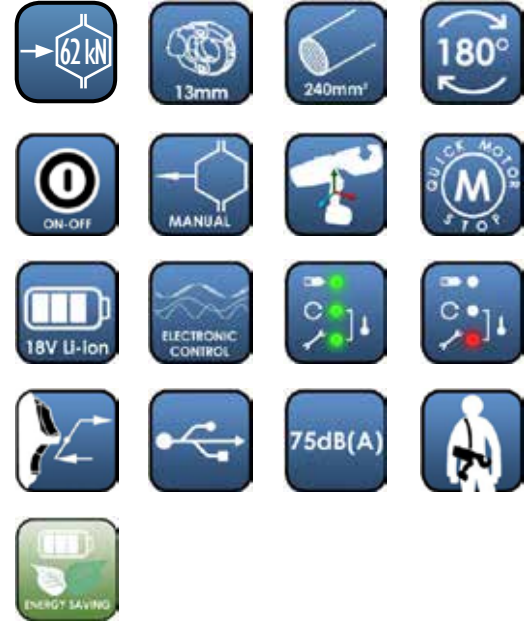 62 kN
13mm
240mm²
180°
ON-OFF
MANUAL
QUICK MOTOR
M
STOP
18V Li-Ion
ELECTRONIC
CONTROL
75dB(A)
ENERGY SAVING